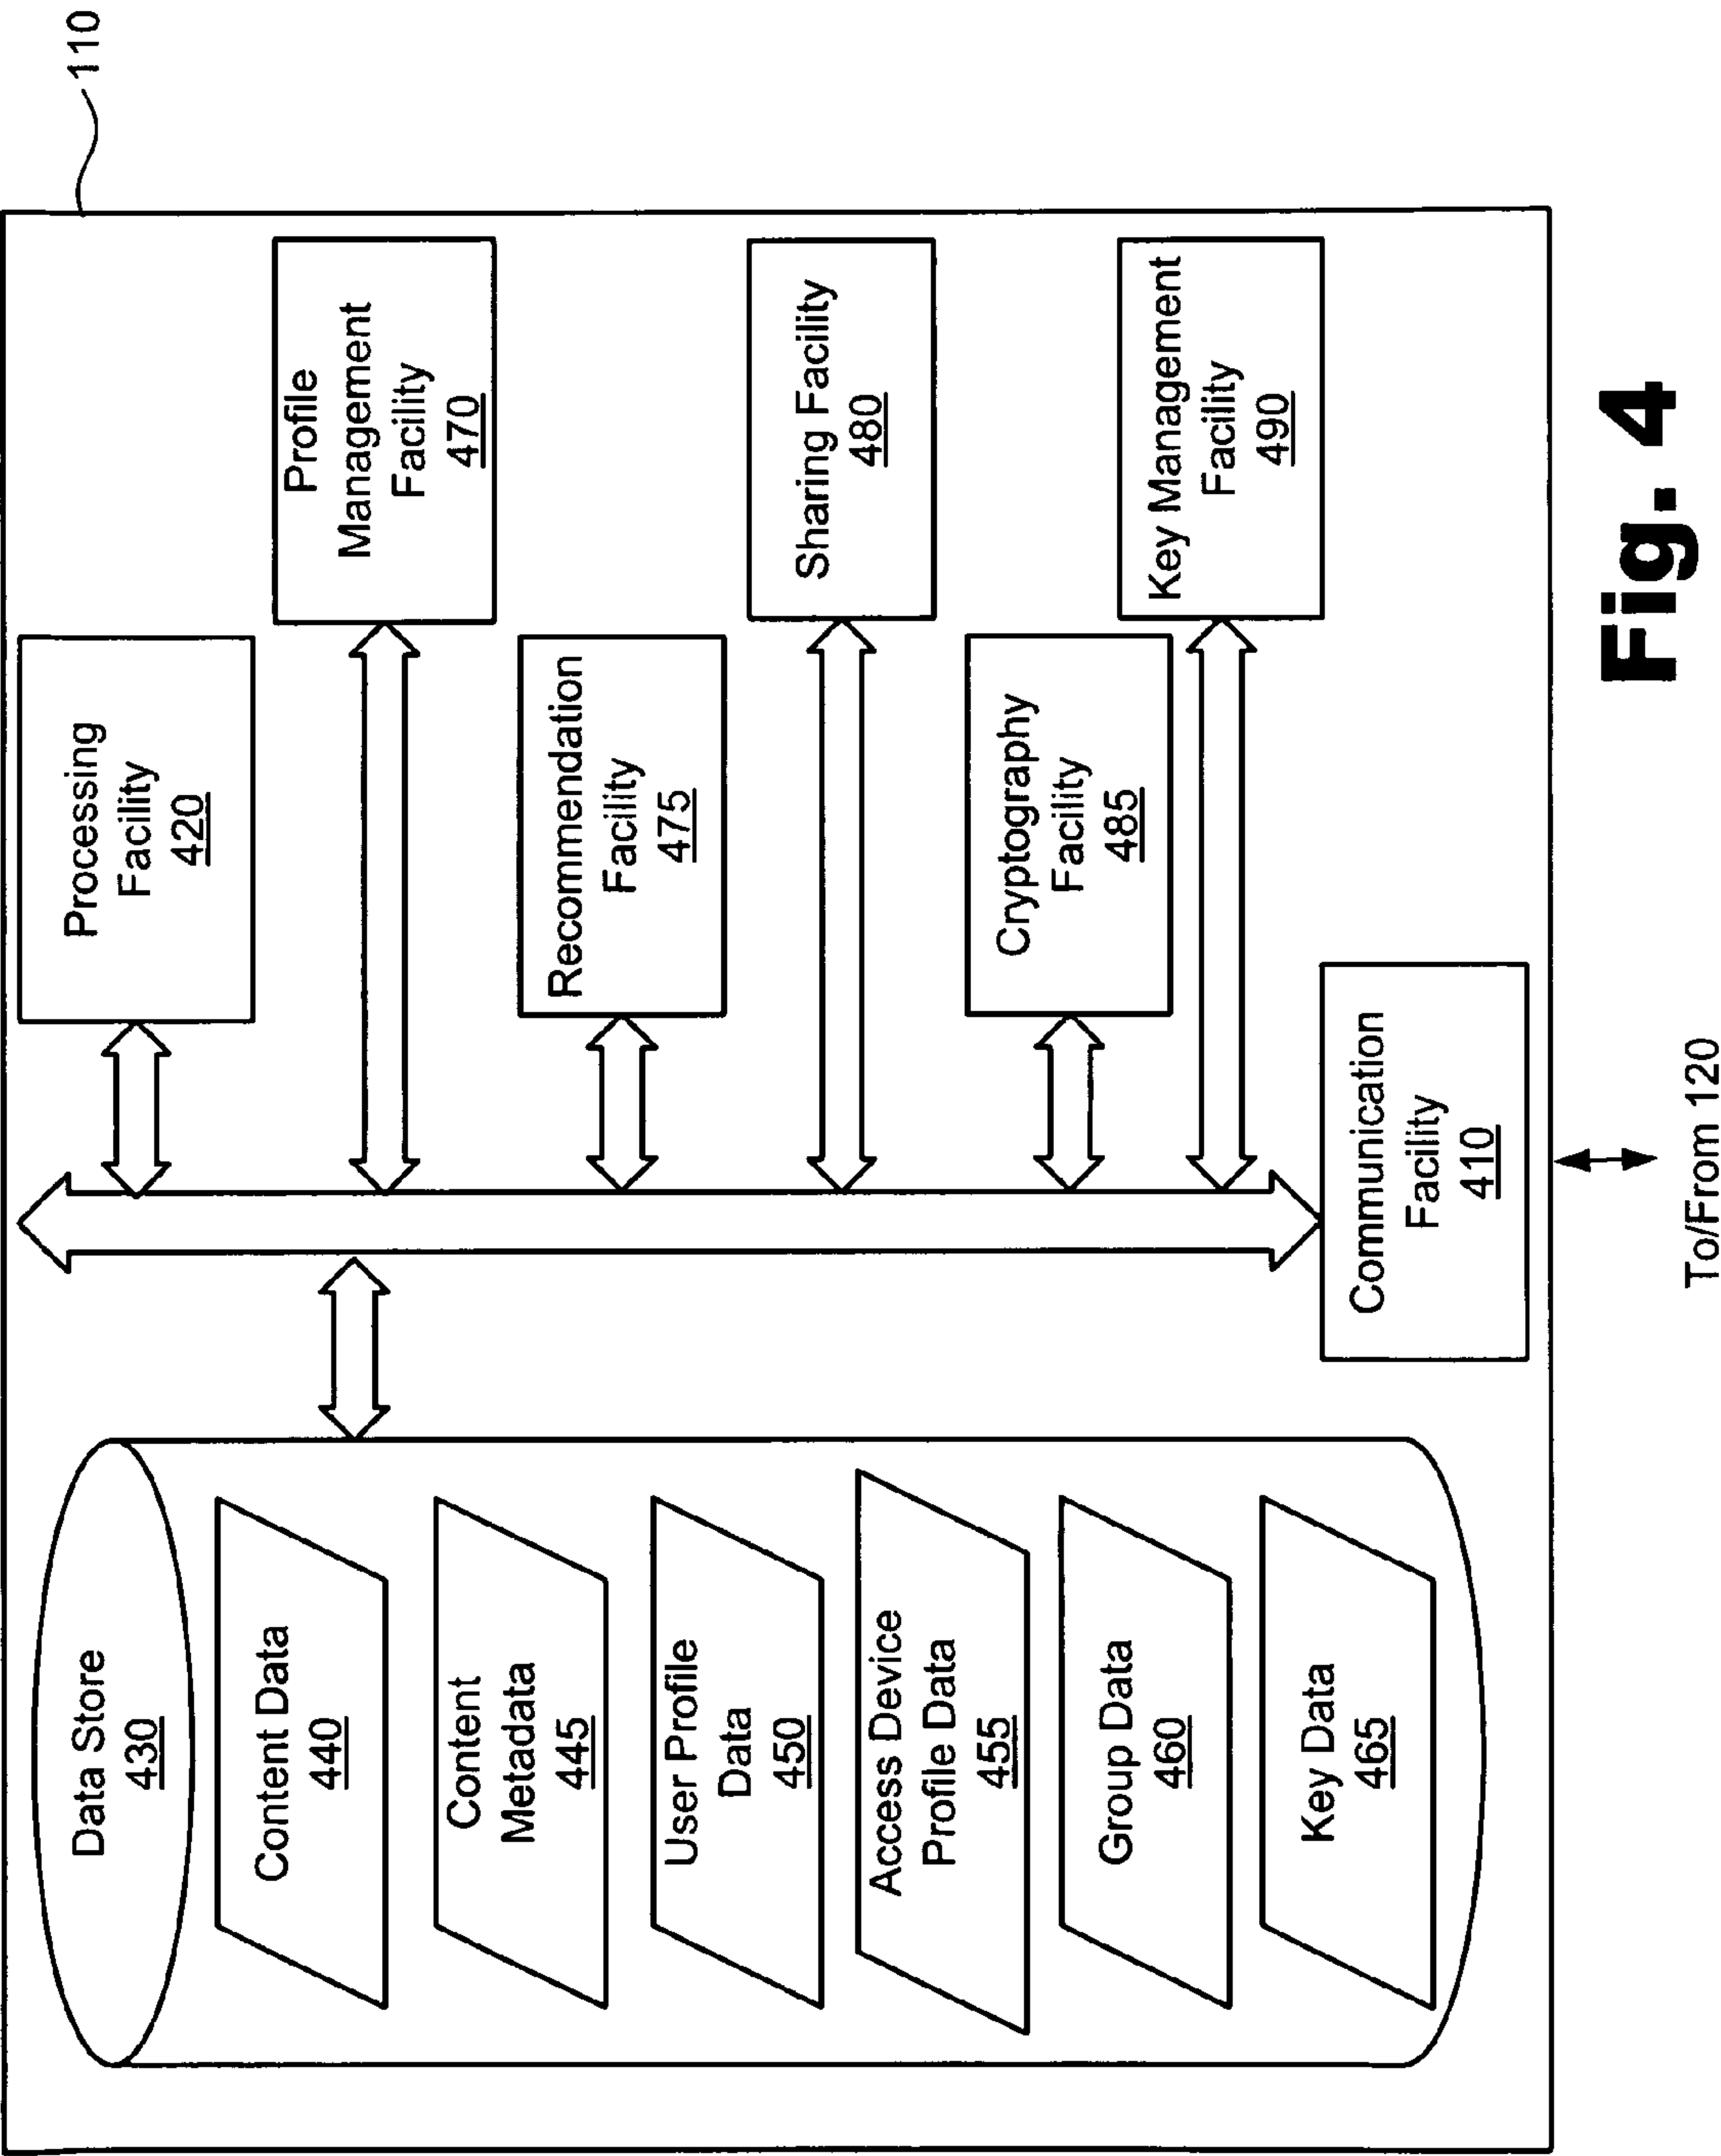 110
Data Store
430
Content Data
440
Content
Metadata
445
User Profile
Data
450
Access Device
Profile Data
455
Group Data
460
Key Data
465
Processing
Facility
420
Profile
Management
Facility
470
Recommendation
Facility
475
Sharing Facility
480
Cryptography
Facility
485
Key Management
Facility
490
Communication
Facility
410
To/From 120
Fig. 4